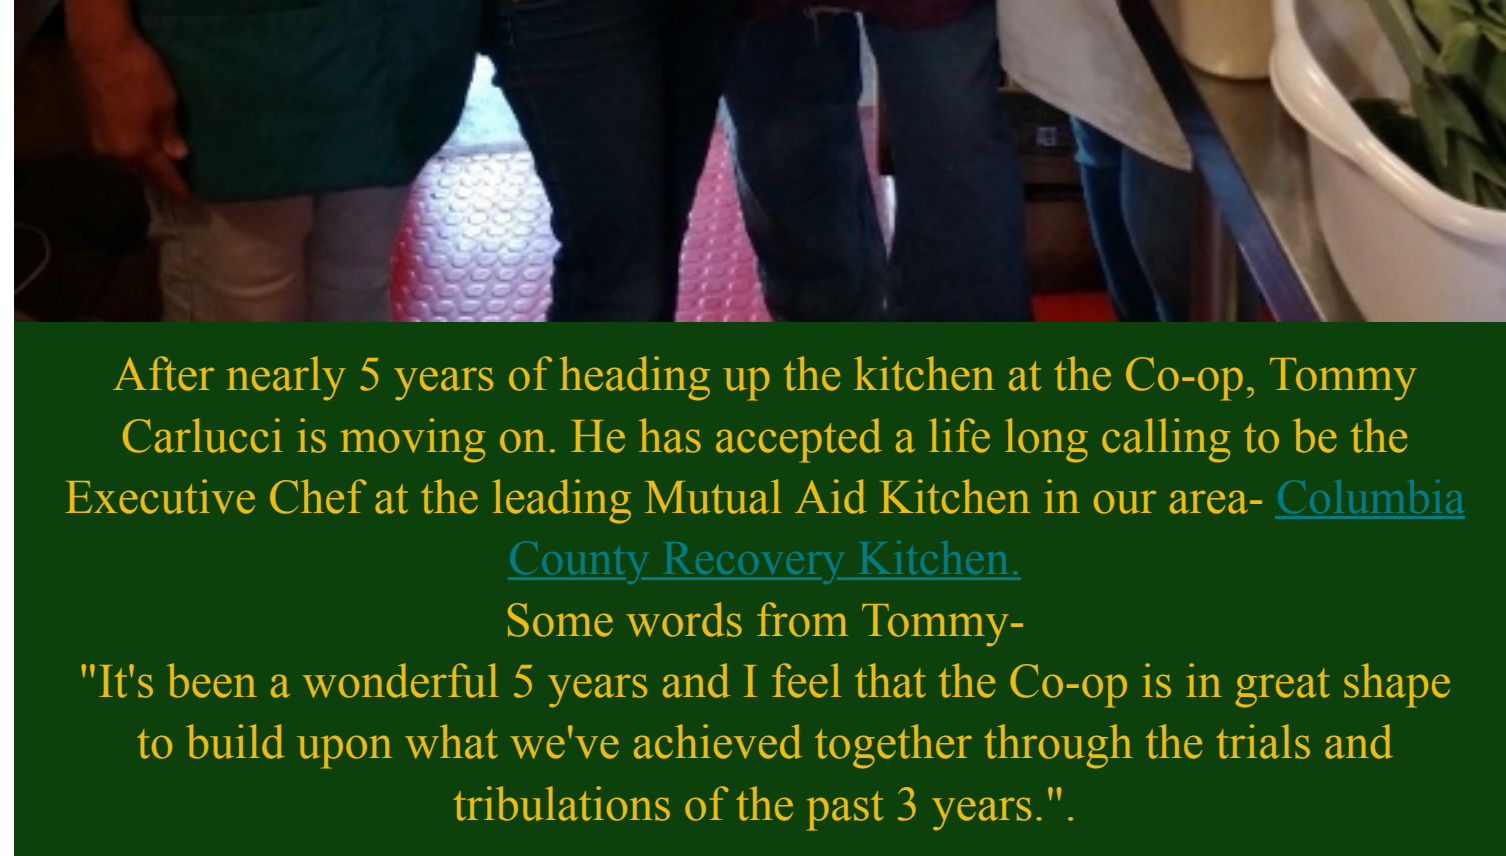 After nearly 5 years of heading up the kitchen at the Co-op, Tommy
Carlucci is moving on. He has accepted a life long calling to be the
Executive Chef at the leading Mutual Aid Kitchen in our area- Columbia
County Recovery Kitchen.
Some words from Tommy-
"It's been a wonderful 5 years and I feel that the Co-op is in great shape
to build upon what we've achieved together through the trials and
tribulations of the past 3 years.".